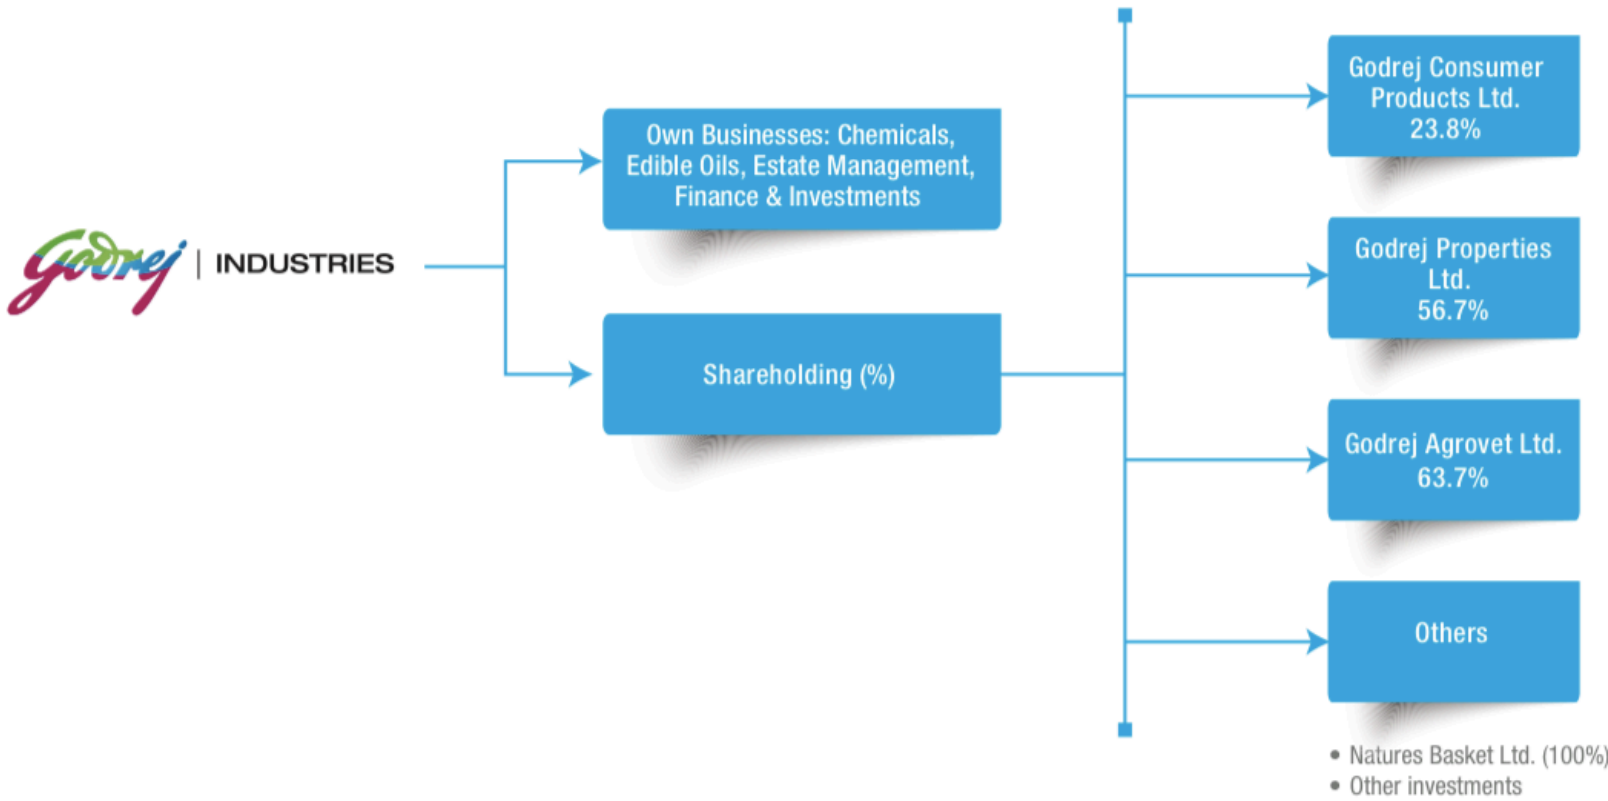 Godrej | INDUSTRIES
Own Businesses: Chemicals,
Edible Oils, Estate Management,
Finance & Investments
Shareholding (%)
Godrej Consumer
Products Ltd.
23.8%
Godrej Properties
Ltd.
56.7%
Godrej Agrovet Ltd.
63.7%
Others
• Natures Basket Ltd. (100%)
• Other investments